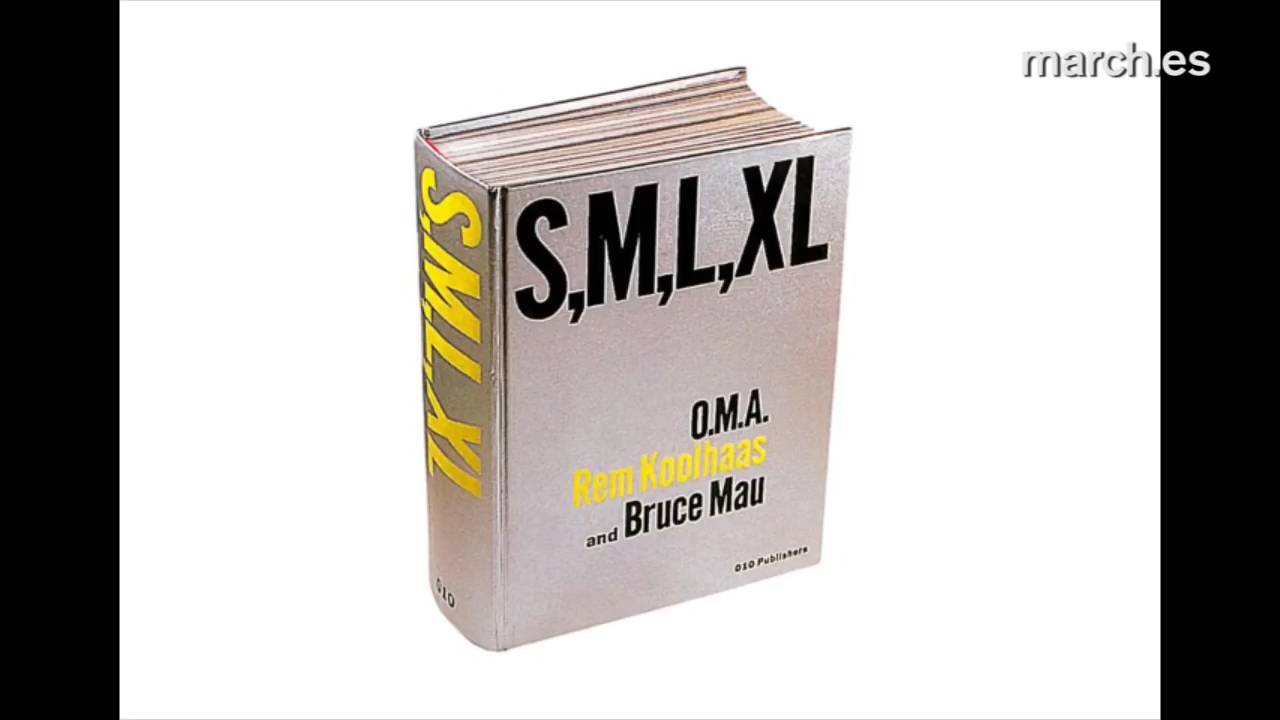 march.es
S,M,L,XL
S,M,L,XL
O.M.A.
Rem Koolhaas
and Bruce Mau
010 Publishers
010